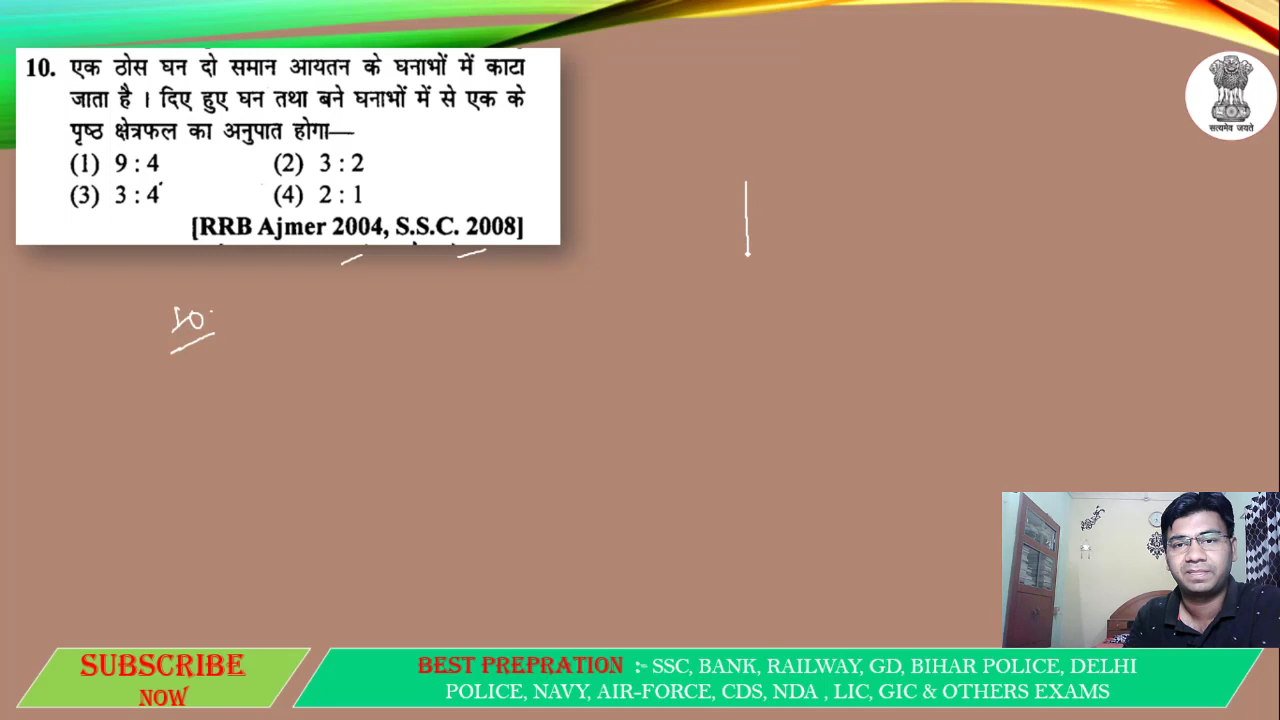 10. एक ठोस घन दो समान आयतन के घनाभों में काटा
जाता है । दिए हुए घन तथा बने घनाभों में से एक के
पृष्ठ क्षेत्रफल का अनुपात होगा—
(1) 9 : 4 (2) 3 : 2
(3) 3 : 4 (4) 2 : 1
[RRB Ajmer 2004, S.S.C. 2008]
सत्यमेव जयते
SUBSCRIBE
NOW
BEST PREPRATION :- SSC, BANK, RAILWAY, GD, BIHAR POLICE, DELHI
POLICE, NAVY, AIR-FORCE, CDS, NDA , LIC, GIC & OTHERS EXAMS